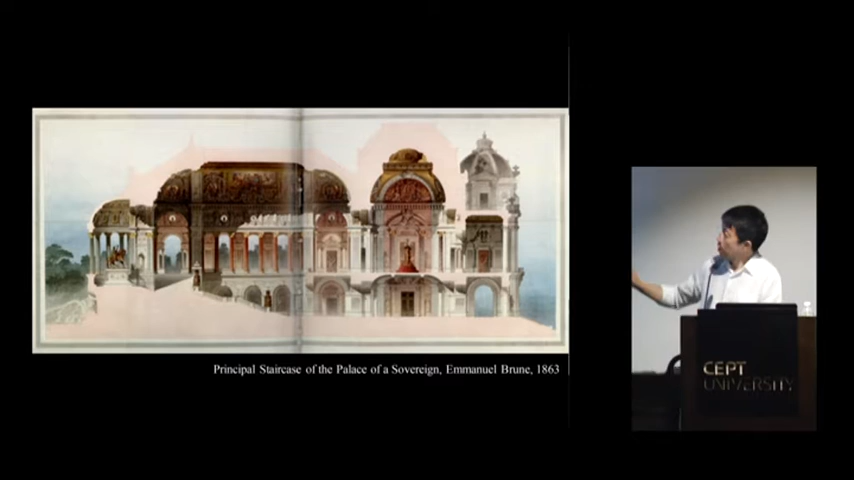 Principal Staircase of the Palace of a Sovereign, Emmanuel Brune, 1863
CEPT
UNIVERSITY